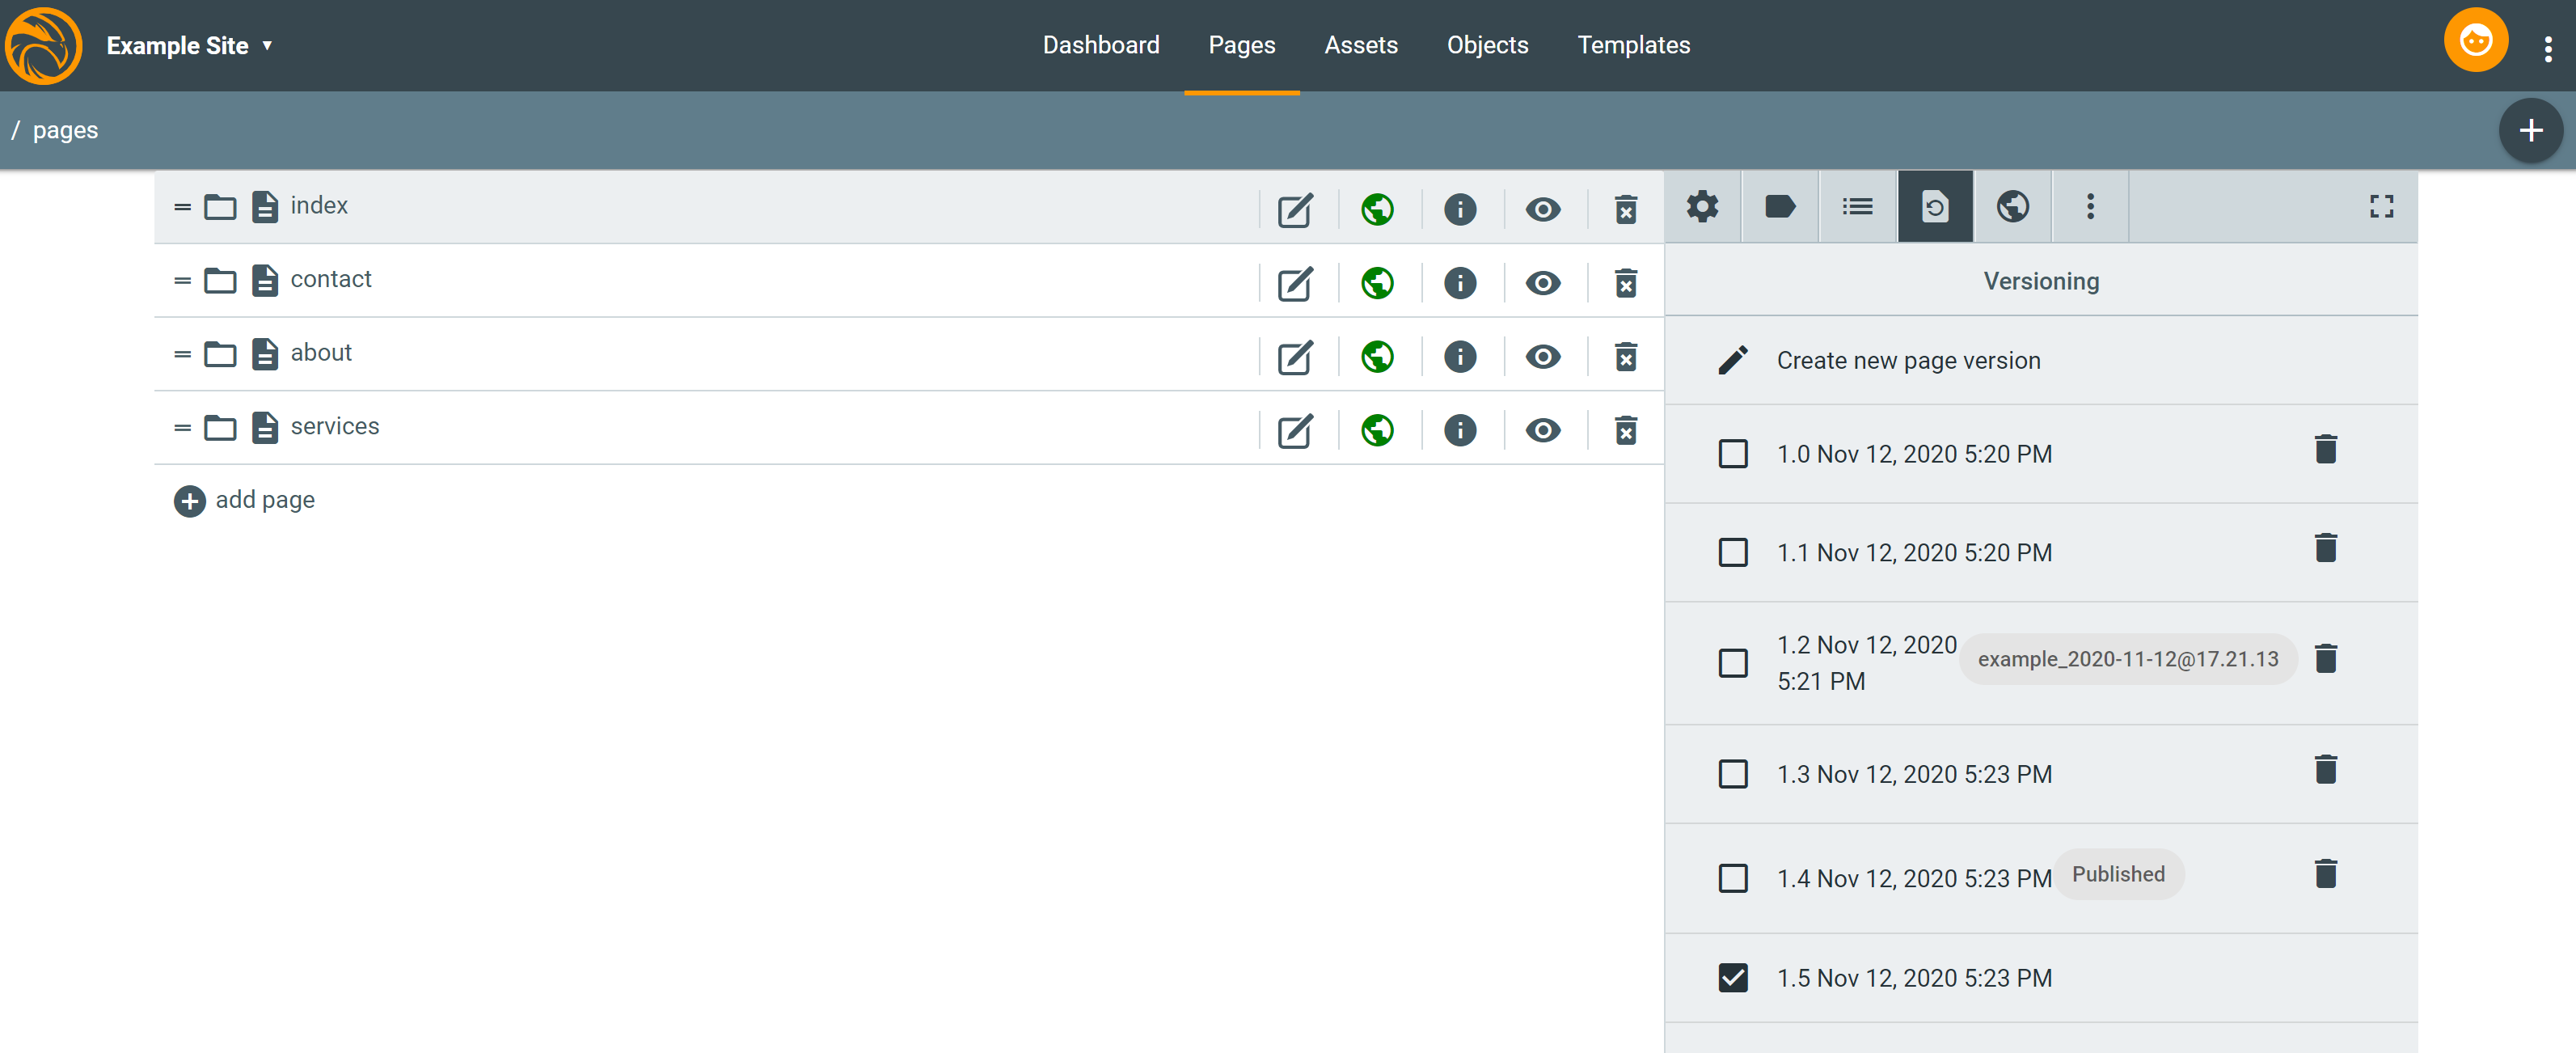 Example Site
Dashboard
Pages
Assets
Objects
Templates
/ pages
index
contact
about
services
add page
Versioning
Create new page version
1.0 Nov 12, 2020 5:20 PM
1.1 Nov 12, 2020 5:20 PM
1.2 Nov 12, 2020
5:21 PM
example_2020-11-12@17.21.13
1.3 Nov 12, 2020 5:23 PM
1.4 Nov 12, 2020 5:23 PM
Published
1.5 Nov 12, 2020 5:23 PM